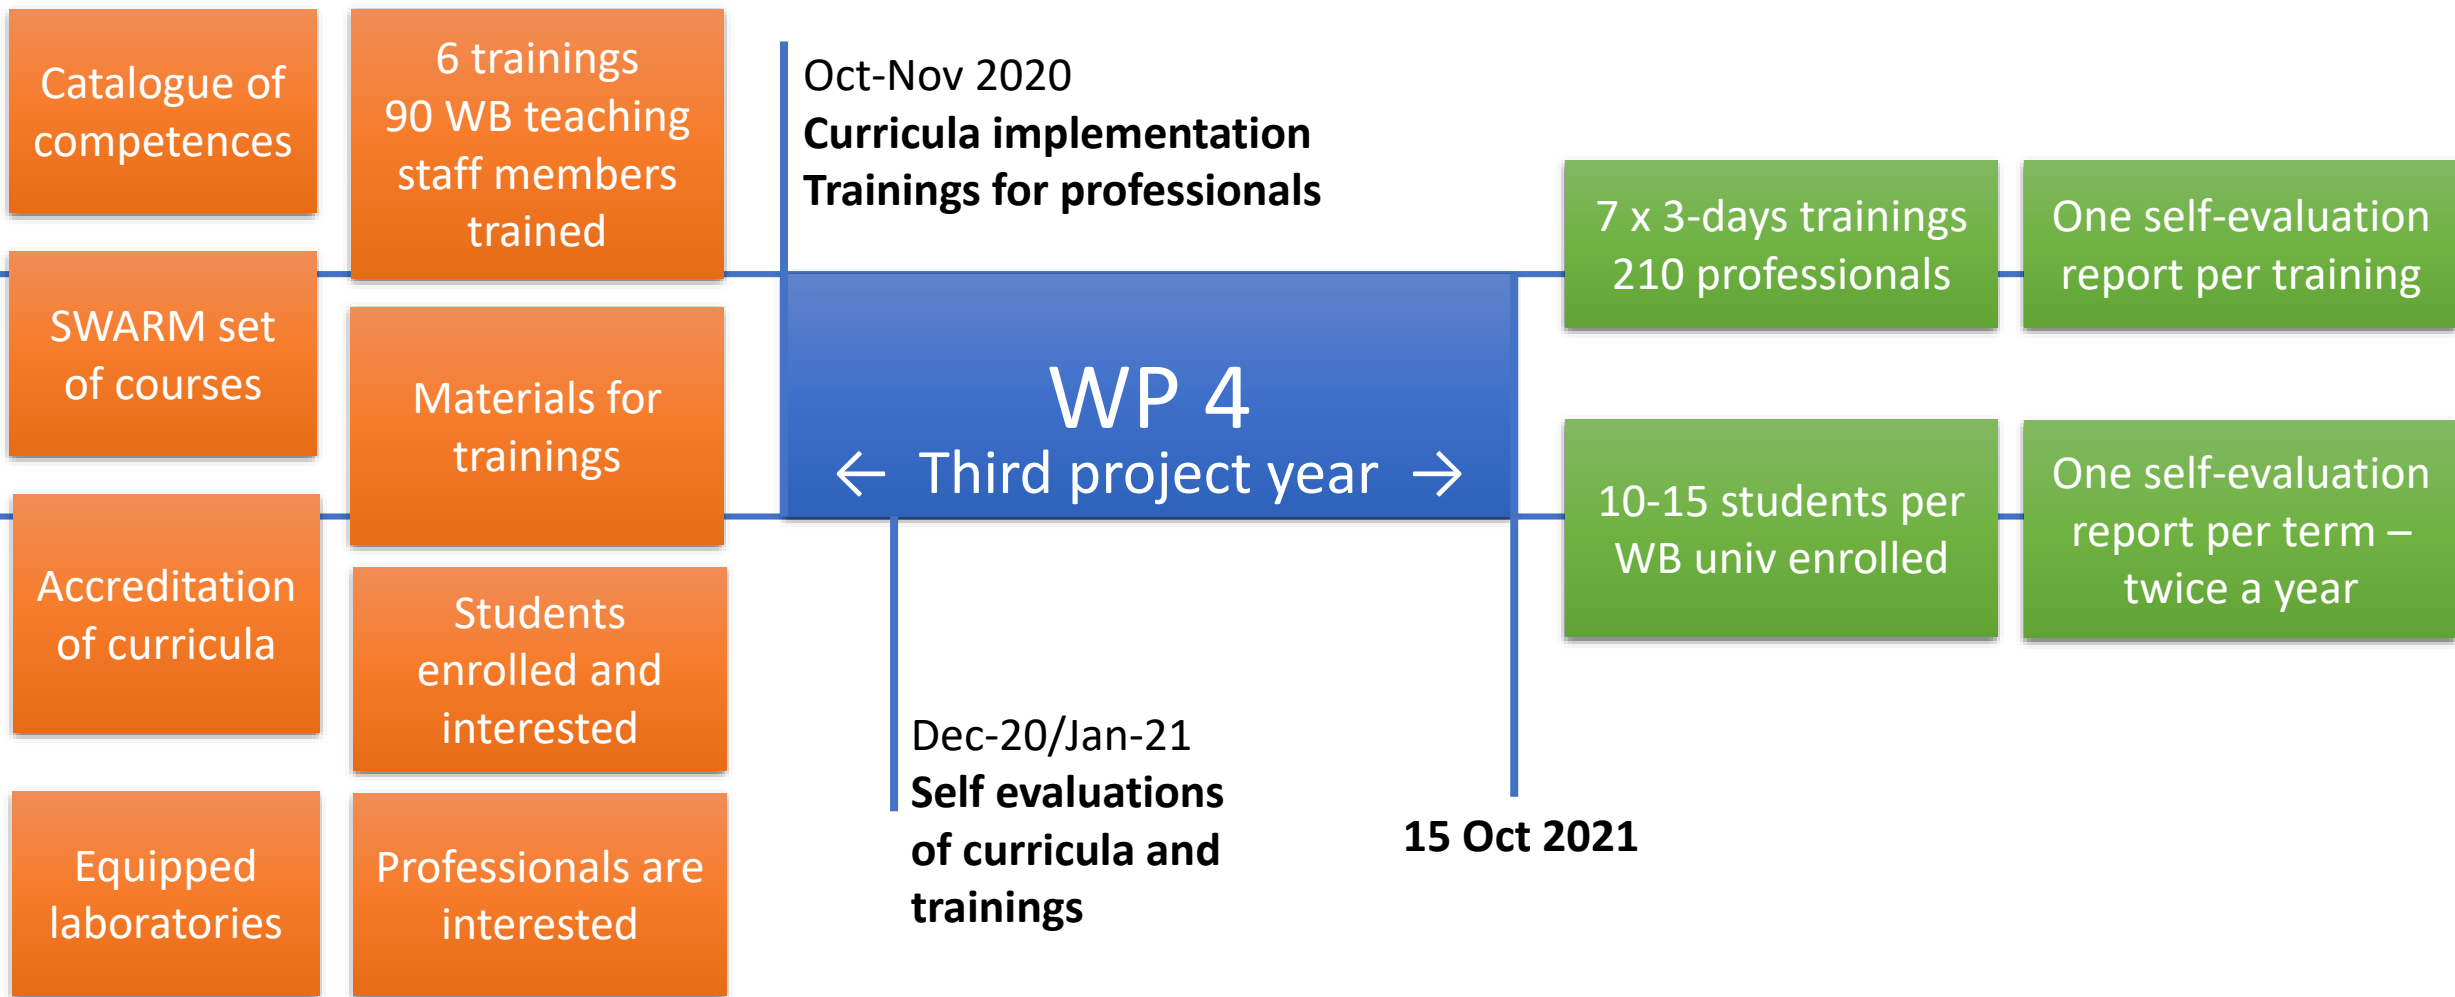 Catalogue of
competences
SWARM set
of courses
Accreditation
of curricula
Equipped
laboratories
6 trainings
90 WB teaching
staff members
trained
Materials for
trainings
Students
enrolled and
interested
Professionals are
interested
Oct-Nov 2020
Curricula implementation
Trainings for professionals
WP 4
← Third project year →
Dec-20/Jan-21
Self evaluations
of curricula and
trainings
15 Oct 2021
7 x 3-days trainings
210 professionals
One self-evaluation
report per training
10-15 students per
WB univ enrolled
One self-evaluation
report per term –
twice a year